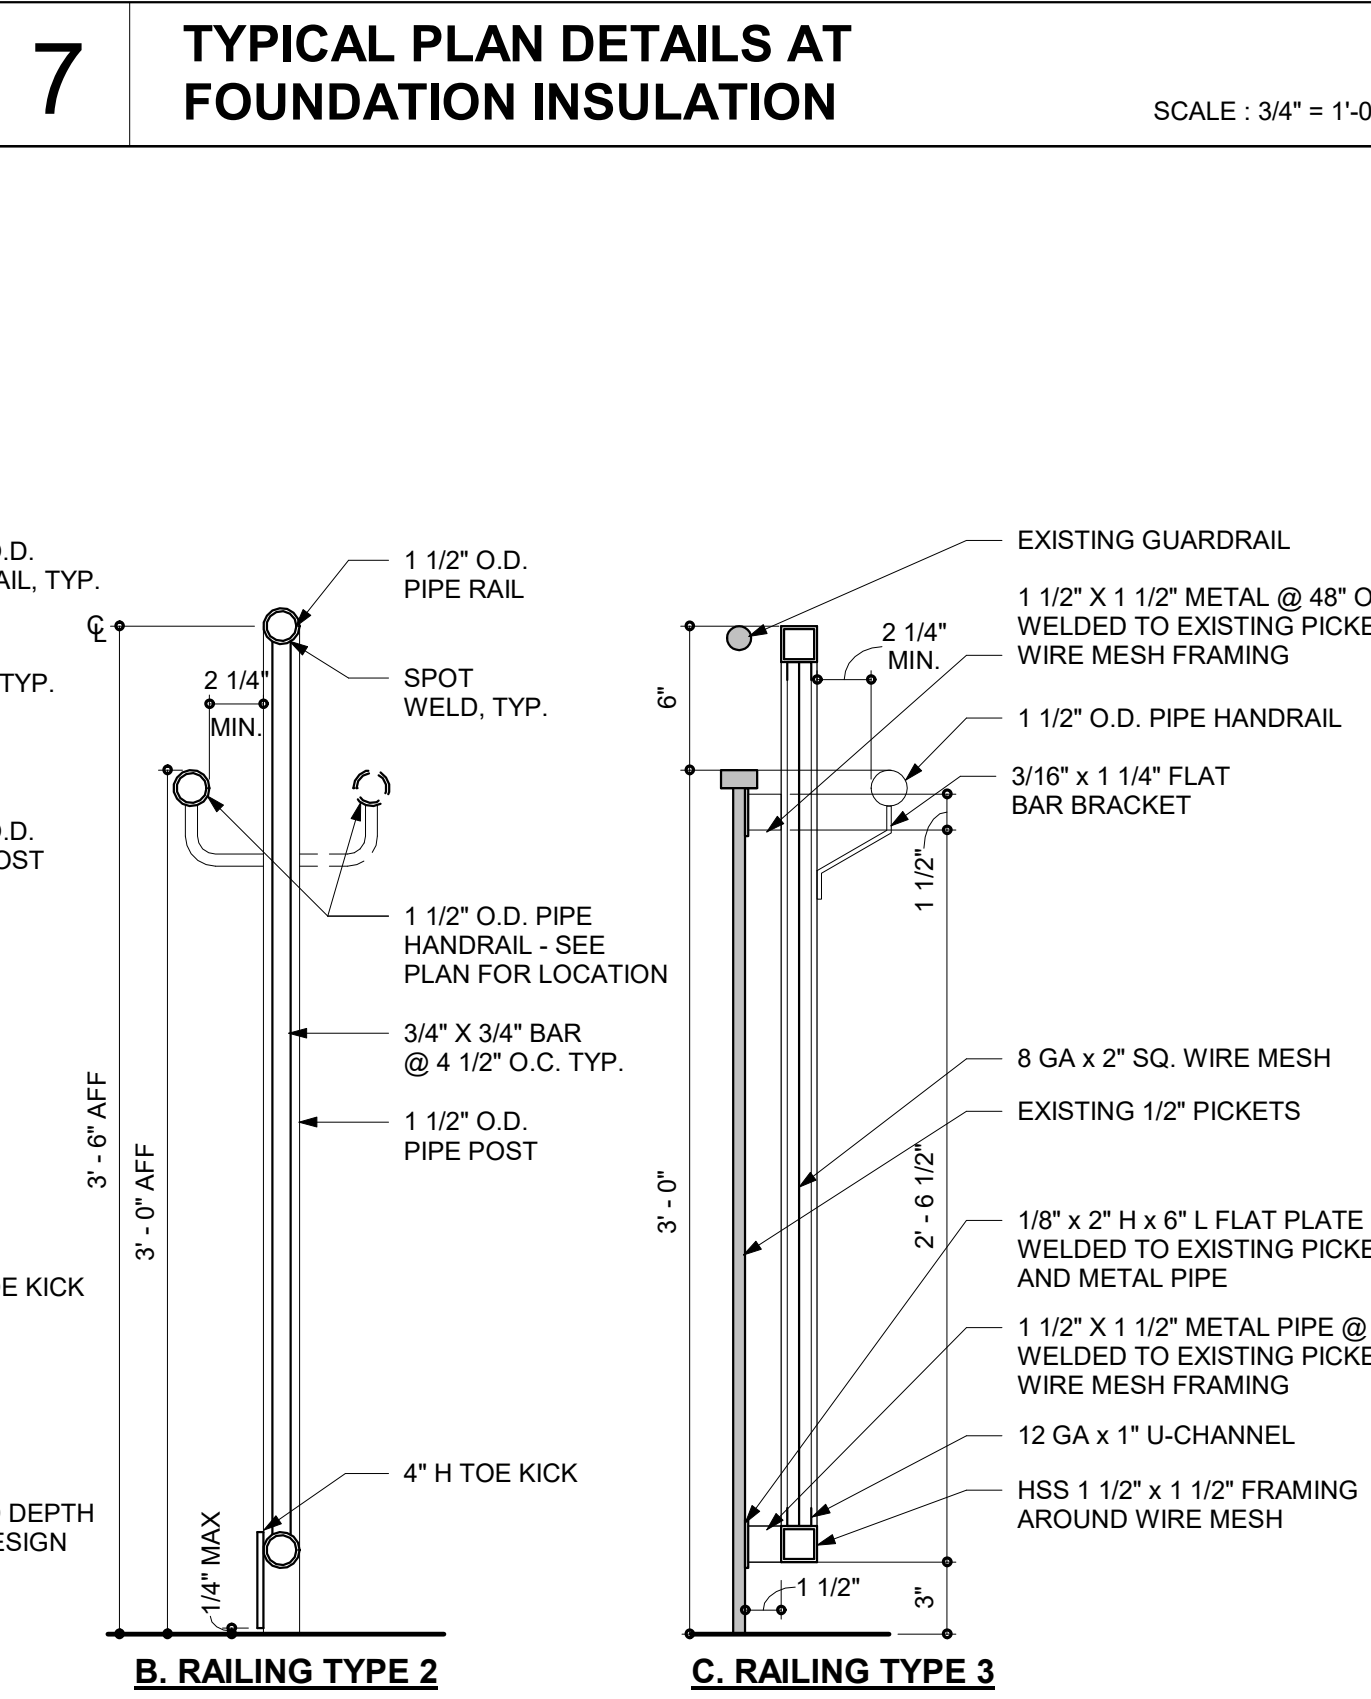 7
TYPICAL PLAN DETAILS AT
FOUNDATION INSULATION
SCALE : 3/4" = 1'-0
.D.
AIL, TYP.
TYP.
.D.
OST
E KICK
DEPTH
ESIGN
℄
2 1/4"
MIN.
3' - 6" AFF
3' - 0" AFF
1/4" MAX
1 1/2" O.D.
PIPE RAIL
SPOT
WELD, TYP.
1 1/2" O.D. PIPE
HANDRAIL - SEE
PLAN FOR LOCATION
3/4" X 3/4" BAR
@ 4 1/2" O.C. TYP.
1 1/2" O.D.
PIPE POST
4" H TOE KICK
B. RAILING TYPE 2
6"
3' - 0"
2 1/4"
MIN.
1 1/2"
2' - 6 1/2"
3"
1 1/2"
EXISTING GUARDRAIL
1 1/2" X 1 1/2" METAL @ 48" O
WELDED TO EXISTING PICKE
WIRE MESH FRAMING
1 1/2" O.D. PIPE HANDRAIL
3/16" x 1 1/4" FLAT
BAR BRACKET
8 GA x 2" SQ. WIRE MESH
EXISTING 1/2" PICKETS
1/8" x 2" H x 6" L FLAT PLATE
WELDED TO EXISTING PICKE
AND METAL PIPE
1 1/2" X 1 1/2" METAL PIPE @
WELDED TO EXISTING PICKE
WIRE MESH FRAMING
12 GA x 1" U-CHANNEL
HSS 1 1/2" x 1 1/2" FRAMING
AROUND WIRE MESH
C. RAILING TYPE 3